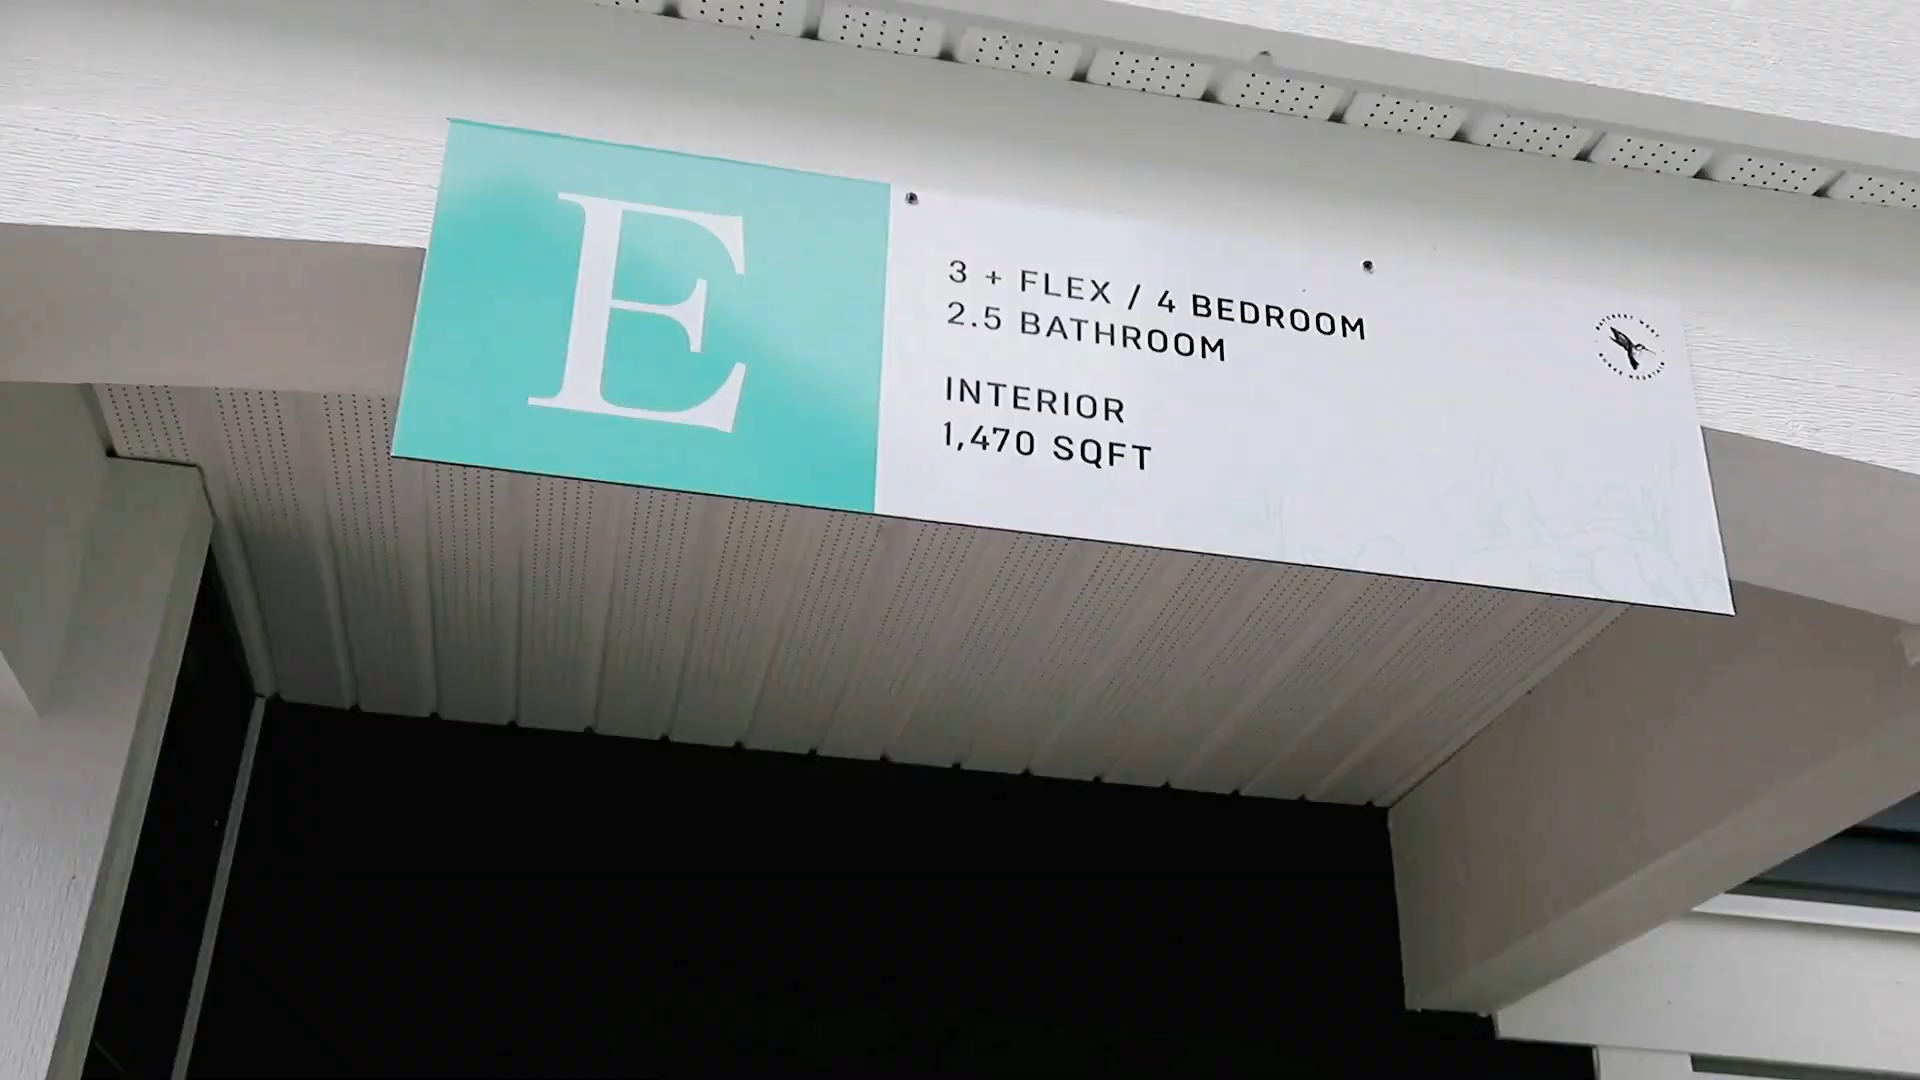 E
3 + FLEX / 4 BEDROOM
2.5 BATHROOM
INTERIOR
1,470 SQFT